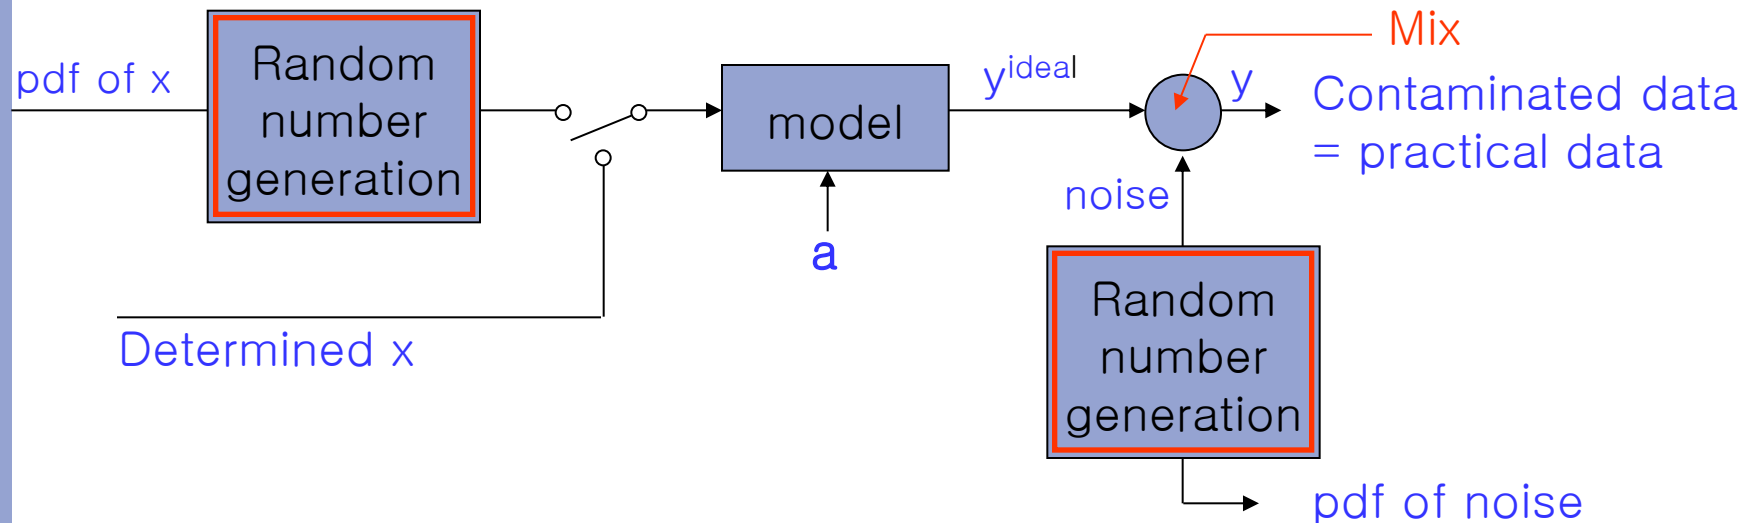 pdf of x
Random
number
generation
Determined x
model
a
y^ideal
Mix
y
Contaminated data
= practical data
noise
Random
number
generation
pdf of noise